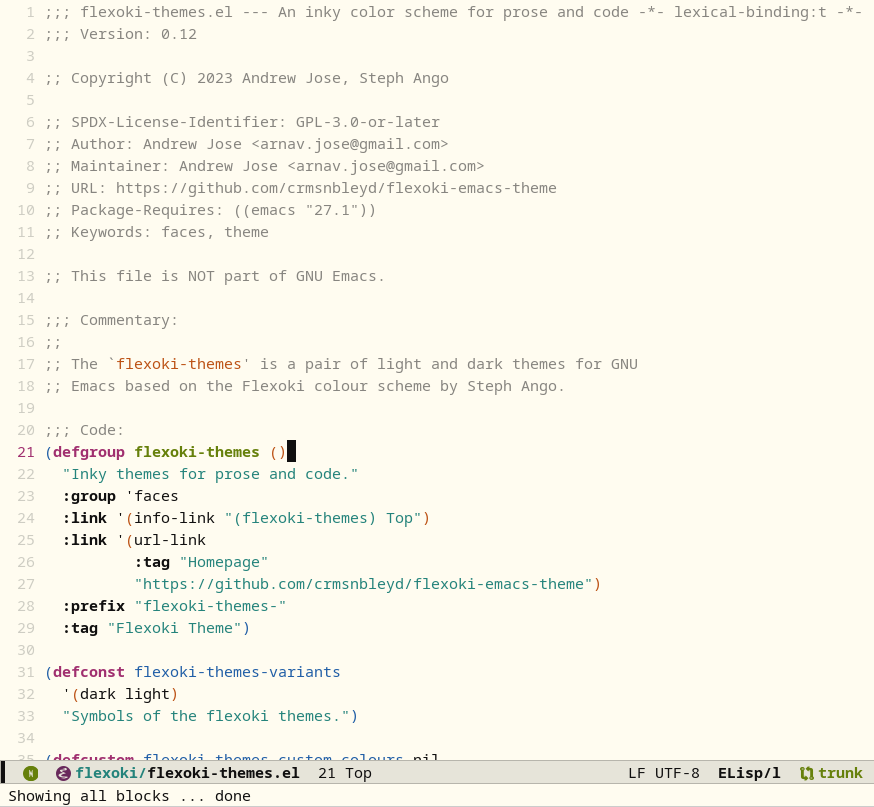 1 ;;; flexoki-themes.el --- An inky color scheme for prose and code -*- lexical-binding:t -*-
2 ;;; Version: 0.12
3
4 ;; Copyright (C) 2023 Andrew Jose, Steph Ango
5
6 ;; SPDX-License-Identifier: GPL-3.0-or-later
7 ;; Author: Andrew Jose <arnav.jose@gmail.com>
8 ;; Maintainer: Andrew Jose <arnav.jose@gmail.com>
9 ;; URL: https://github.com/crmsnbleyd/flexoki-emacs-theme
10 ;; Package-Requires: ((emacs "27.1"))
11 ;; Keywords: faces, theme
12
13 ;; This file is NOT part of GNU Emacs.
14
15 ;;; Commentary:
16 ;;
17 ;; The `flexoki-themes' is a pair of light and dark themes for GNU
18 ;; Emacs based on the Flexoki colour scheme by Steph Ango.
19
20 ;;; Code:
21 (defgroup flexoki-themes ()
22   "Inky themes for prose and code."
23   :group 'faces
24   :link '(info-link "(flexoki-themes) Top")
25   :link '(url-link
26           :tag "Homepage"
27           "https://github.com/crmsnbleyd/flexoki-emacs-theme")
28   :prefix "flexoki-themes-"
29   :tag "Flexoki Theme")
30
31 (defconst flexoki-themes-variants
32   '(dark light)
33   "Symbols of the flexoki themes.")
34
35 (defcustom flexoki-themes-custom-colours nil
N flexoki/flexoki-themes.el 21 Top LF UTF-8 ELisp/l trunk
Showing all blocks ... done